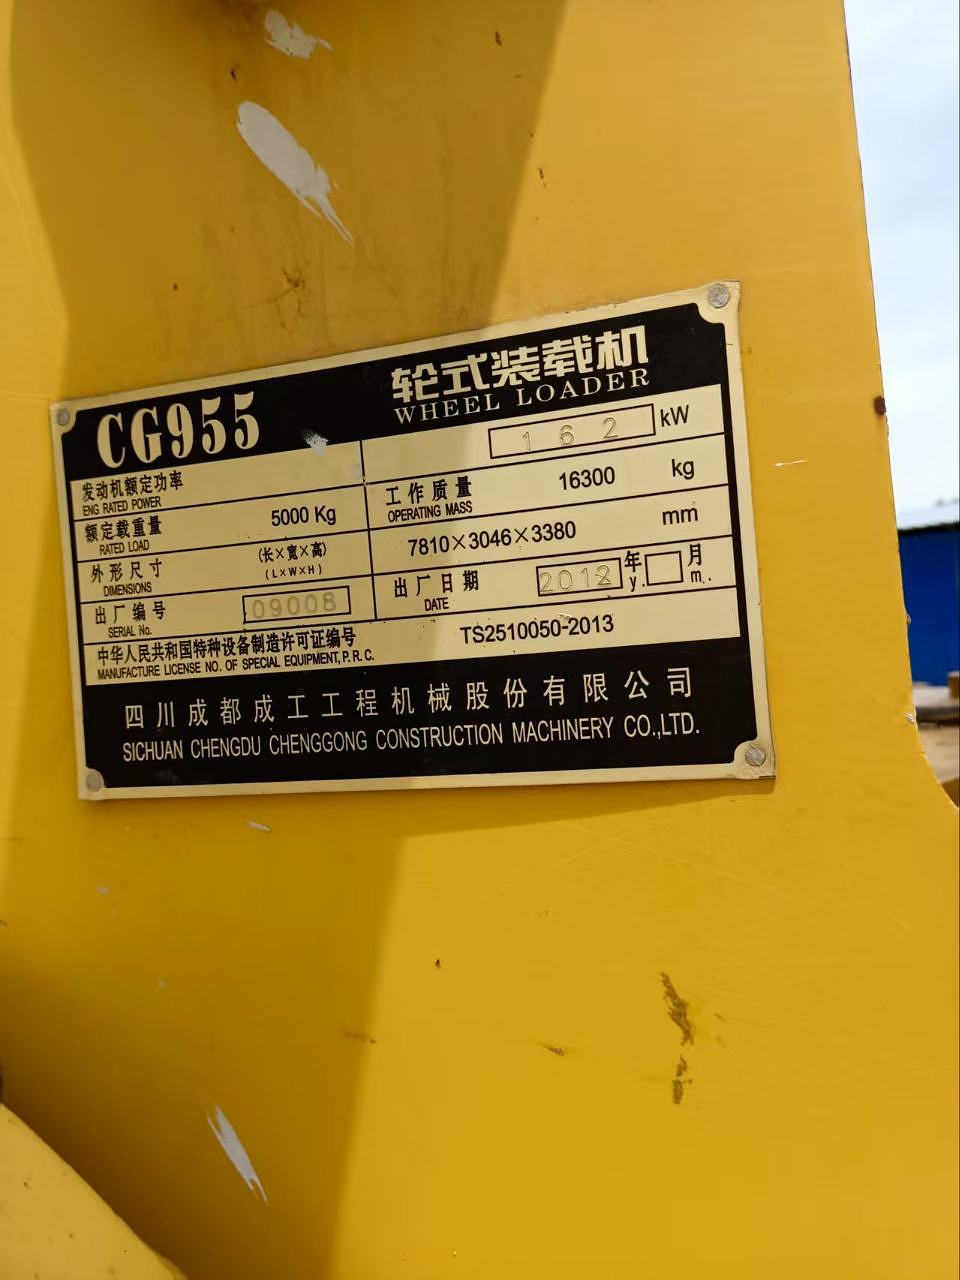 CG955 轮式装载机
WHEEL LOADER
发动机额定功率 162 kW
ENG RATED POWER
额定载重量 5000 Kg 工作质量 16300 kg
RATED LOAD OPERATING MASS
外形尺寸 (长×宽×高) 7810×3046×3380 mm
DIMENSIONS (L×W×H)
出厂编号 09008 出厂日期 2012 年 月
SERIAL No. DATE y. m.
中华人民共和国特种设备制造许可证编号 TS2510050-2013
MANUFACTURE LICENSE NO. OF SPECIAL EQUIPMENT, P. R. C.
四川成都成工工程机械股份有限公司
SICHUAN CHENGDU CHENGGONG CONSTRUCTION MACHINERY CO.,LTD.